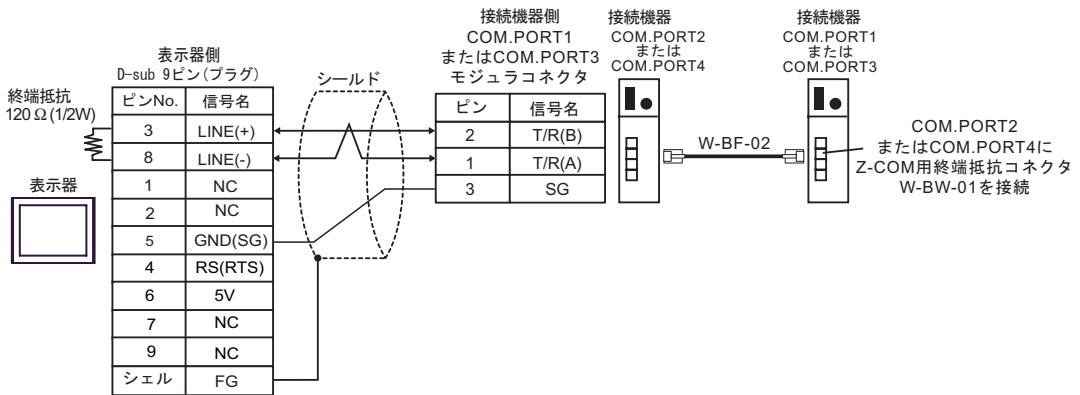 終端抵抗
120 Ω (1/2W)
表示器
表示器側
D-sub 9ピン(プラグ)
ピンNo. 信号名
3 LINE(+)
8 LINE(-)
1 NC
2 NC
5 GND(SG)
4 RS(RTS)
6 5V
7 NC
9 NC
シェル FG
シールド
接続機器側
COM.PORT1
またはCOM.PORT3
モジュラコネクタ
ピン 信号名
2 T/R(B)
1 T/R(A)
3 SG
接続機器
COM.PORT2
または
COM.PORT4
W-BF-02
接続機器
COM.PORT1
または
COM.PORT3
COM.PORT2
またはCOM.PORT4に
Z-COM用終端抵抗コネクタ
W-BW-01を接続